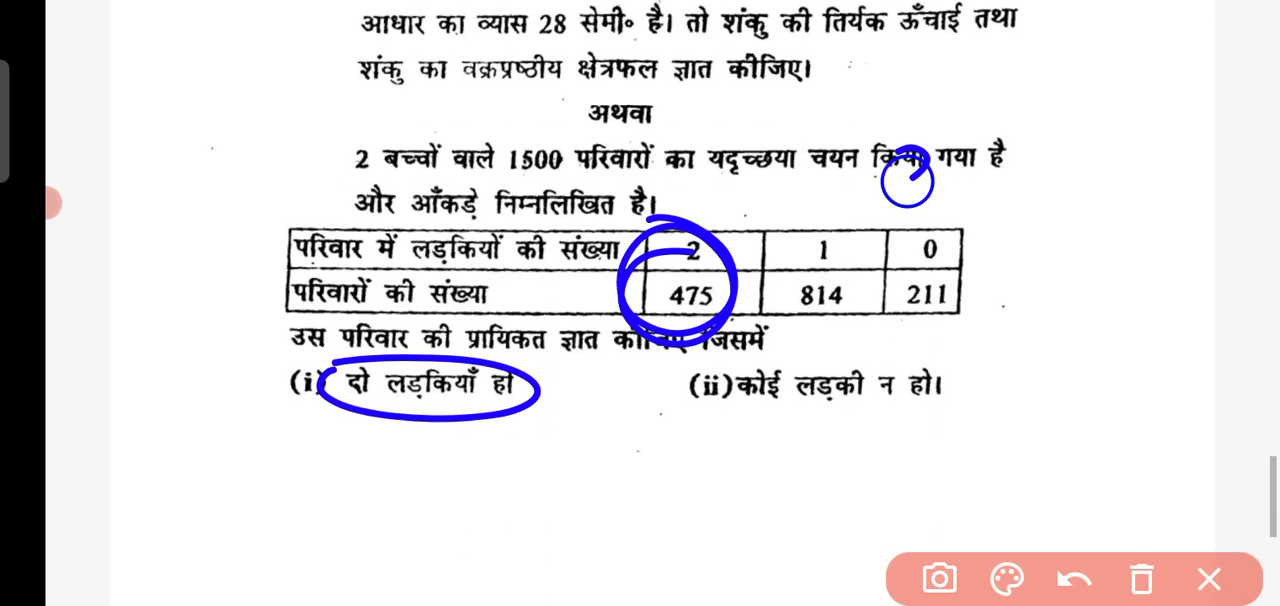 आधार का व्यास 28 सेमी॰ है। तो शंकु की तिर्यक ऊँचाई तथा
शंकु का वक्रप्रष्ठीय क्षेत्रफल ज्ञात कीजिए।
अथवा
2 बच्चों वाले 1500 परिवारों का यदृच्छया चयन किया गया है
और आँकड़े निम्नलिखित है।
परिवार में लड़कियों की संख्या 2 1 0
परिवारों की संख्या 475 814 211
उस परिवार की प्रायिकत ज्ञात कीजिए जिसमें
(i) दो लड़कियाँ हो (ii) कोई लड़की न हो।